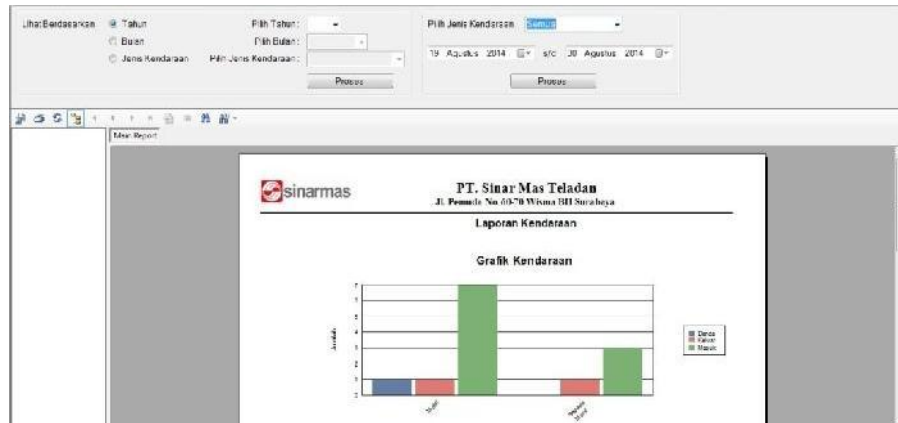 Lihat Berdasarkan
Tahun
Pilih Tahun :
Bulan
Pilih Bulan :
Jenis Kendaraan
Pilih Jenis Kendaraan :
Proses
Pilih Jenis Kendaraan
Semua
19 Agustus 2014 s/d 30 Agustus 2014
Proses
Main Report
sinarmas
PT. Sinar Mas Teladan
Jl. Pemuda No. 60-70 Wisma BII Surabaya
Laporan Kendaraan
Grafik Kendaraan
Jumlah
Mobil
Denda
Keluar
Masuk